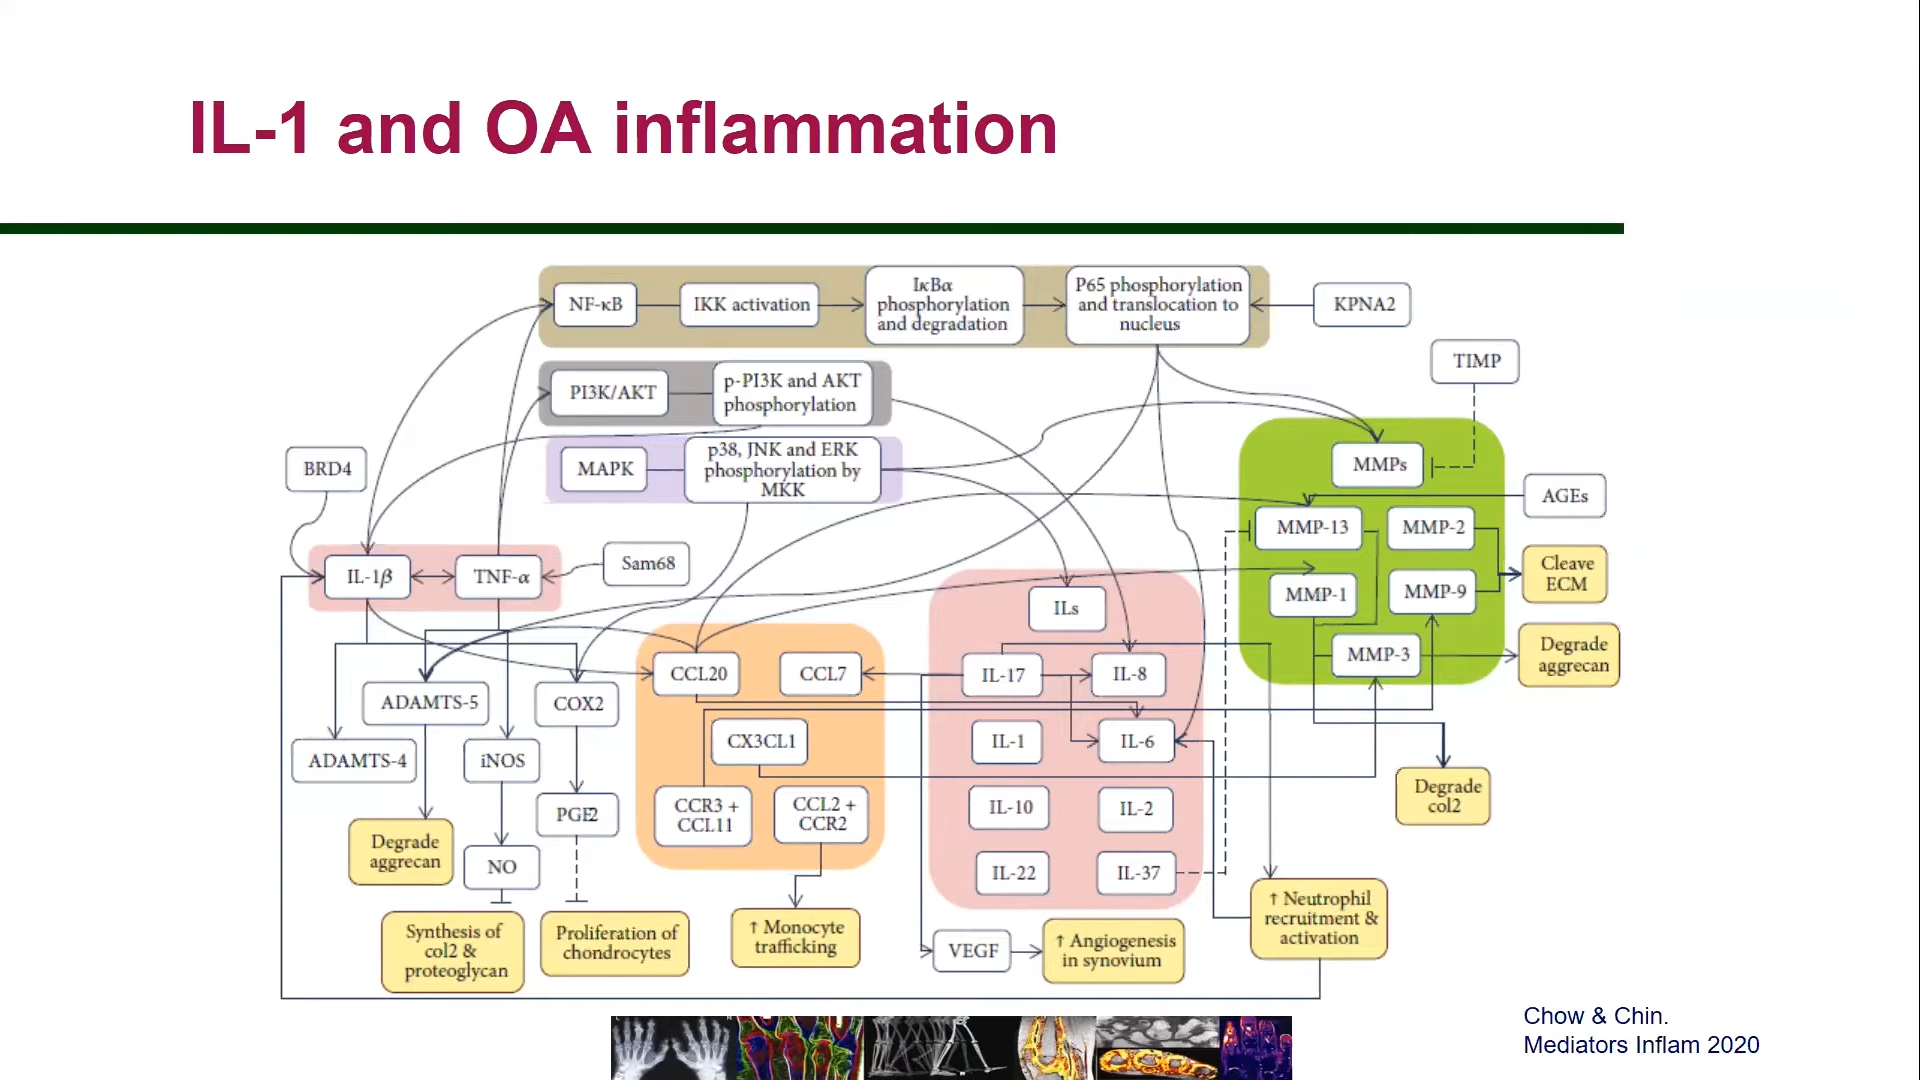 IL-1 and OA inflammation
NF-κB
IKK activation
IκBα
phosphorylation
and degradation
P65 phosphorylation
and translocation to
nucleus
KPNA2
PI3K/AKT
p-PI3K and AKT
phosphorylation
TIMP
MAPK
p38, JNK and ERK
phosphorylation by
MKK
BRD4
MMPs
AGEs
MMP-13
MMP-2
IL-1β
TNF-α
Sam68
Cleave
ECM
MMP-1
MMP-9
ILs
MMP-3
Degrade
aggrecan
CCL20
CCL7
IL-17
IL-8
ADAMTS-5
COX2
CX3CL1
IL-1
IL-6
ADAMTS-4
iNOS
Degrade
col2
PGE2
CCR3 +
CCL11
CCL2 +
CCR2
IL-10
IL-2
Degrade
aggrecan
NO
IL-22
IL-37
↑ Neutrophil
recruitment &
activation
Synthesis of
col2 &
proteoglycan
Proliferation of
chondrocytes
↑ Monocyte
trafficking
VEGF
↑ Angiogenesis
in synovium
Chow & Chin.
Mediators Inflam 2020